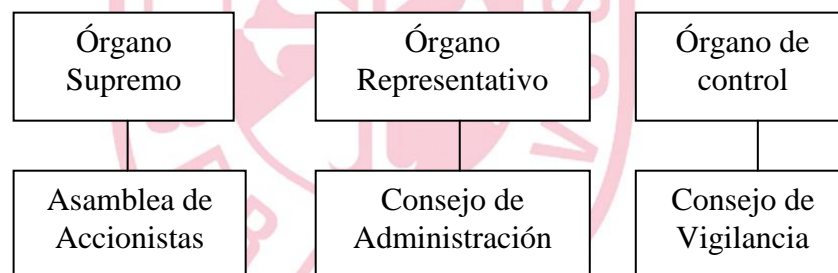 Órgano
Supremo
Órgano
Representativo
Órgano de
control
Asamblea de
Accionistas
Consejo de
Administración
Consejo de
Vigilancia